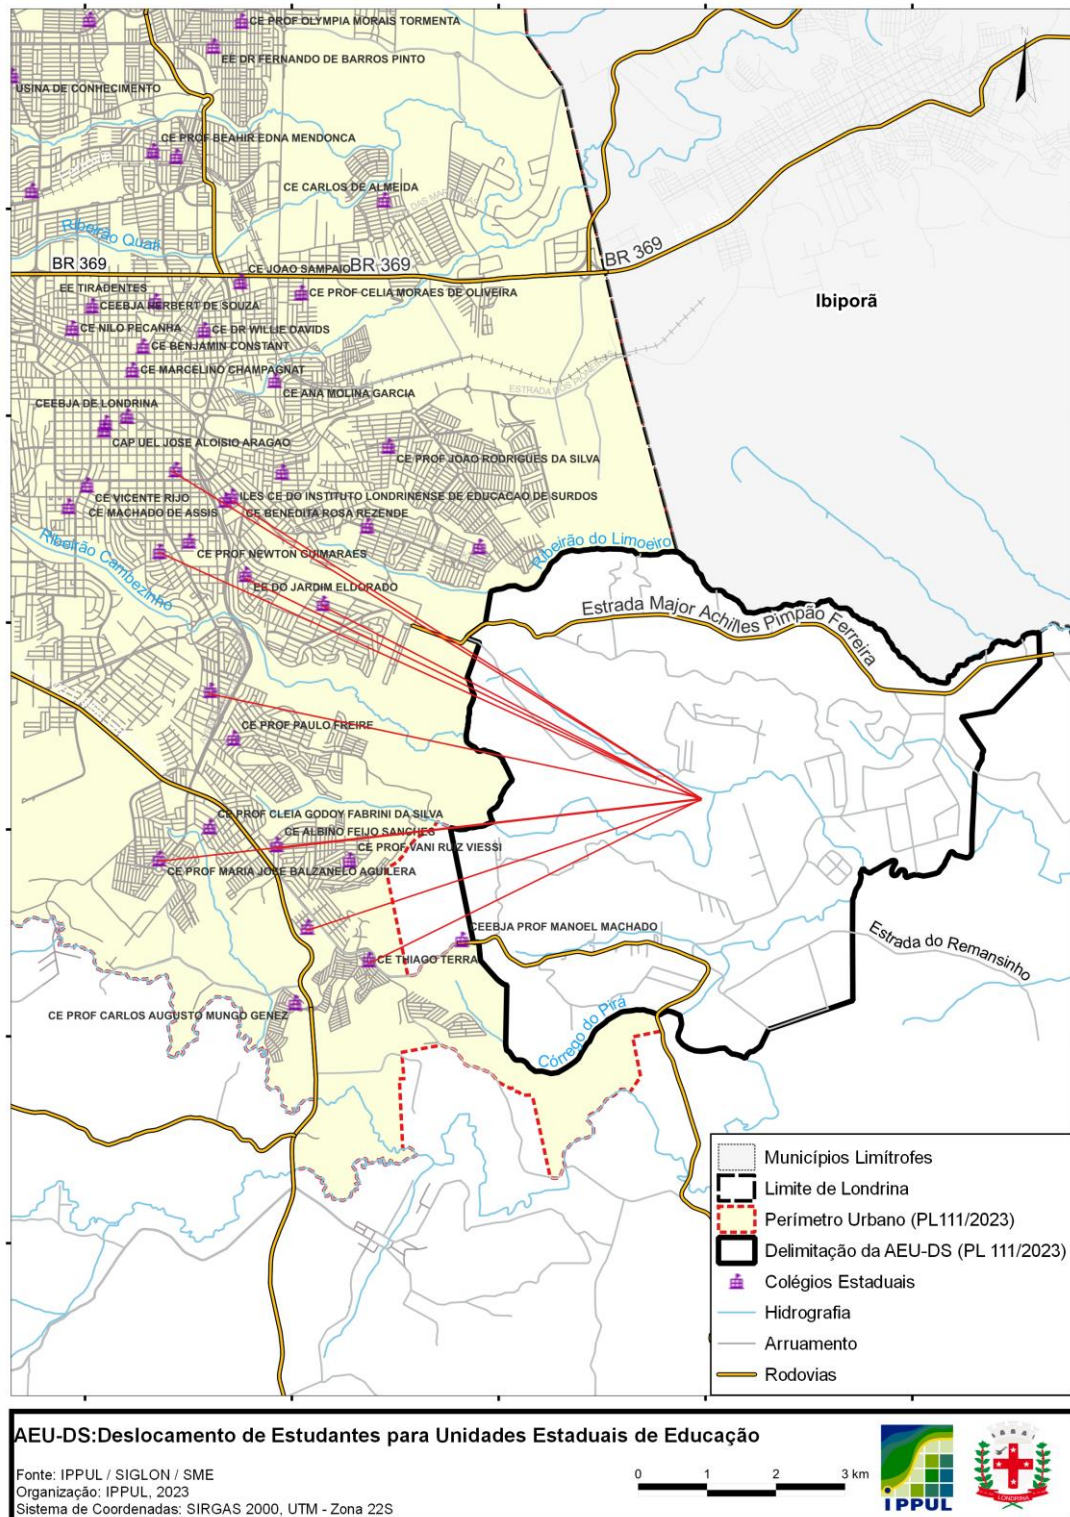 CE PROF OLYMPIA MORAIS TORMENTA
EE DR FERNANDO DE BARROS PINTO
N
USINA DE CONHECIMENTO
CE PROF BEAHIR EDNA MENDONCA
CE CARLOS DE ALMEIDA
Ribeirão Quati
BR 369
CE JOAO SAMPAIO
BR 369
BR 369
EE TIRADENTES
CEEBJA HERBERT DE SOUZA
CE PROF CELIA MORAES DE OLIVEIRA
Ibiporã
CE NILO PECANHA
CE DR WILLIE DAVIDS
CE BENJAMIN CONSTANT
CE MARCELINO CHAMPAGNAT
CE ANA MOLINA GARCIA
ESTRADA DOS PIONEIROS
CEEBJA DE LONDRINA
CAP UEL JOSE ALOISIO ARAGAO
CE PROF JOAO RODRIGUES DA SILVA
CE VICENTE RIJO
ILES CE DO INSTITUTO LONDRINENSE DE EDUCACAO DE SURDOS
CE MACHADO DE ASSIS
CE BENEDITA ROSA REZENDE
Ribeirão Cambezinho
CE PROF NEWTON GUIMARAES
Ribeirão do Limoeiro
EE DO JARDIM ELDORADO
Estrada Major Achilles Pimpão Ferreira
CE PROF PAULO FREIRE
CE PROF CLEIA GODOY FABRINI DA SILVA
CE ALBINO FEIJO SANCHES
CE PROF VANI RUIZ VIESSI
CE PROF MARIA JOSE BALZANELO AGUILERA
CEEBJA PROF MANOEL MACHADO
Estrada do Remansinho
CE THIAGO TERRA
CE PROF CARLOS AUGUSTO MUNGO GENEZ
Córrego do Pirá
Municípios Limítrofes
Limite de Londrina
Perímetro Urbano (PL111/2023)
Delimitação da AEU-DS (PL 111/2023)
Colégios Estaduais
Hidrografia
Arruamento
Rodovias
AEU-DS:Deslocamento de Estudantes para Unidades Estaduais de Educação
Fonte: IPPUL / SIGLON / SME
Organização: IPPUL, 2023
Sistema de Coordenadas: SIRGAS 2000, UTM - Zona 22S
0 1 2 3 km
IPPUL
LONDRINA